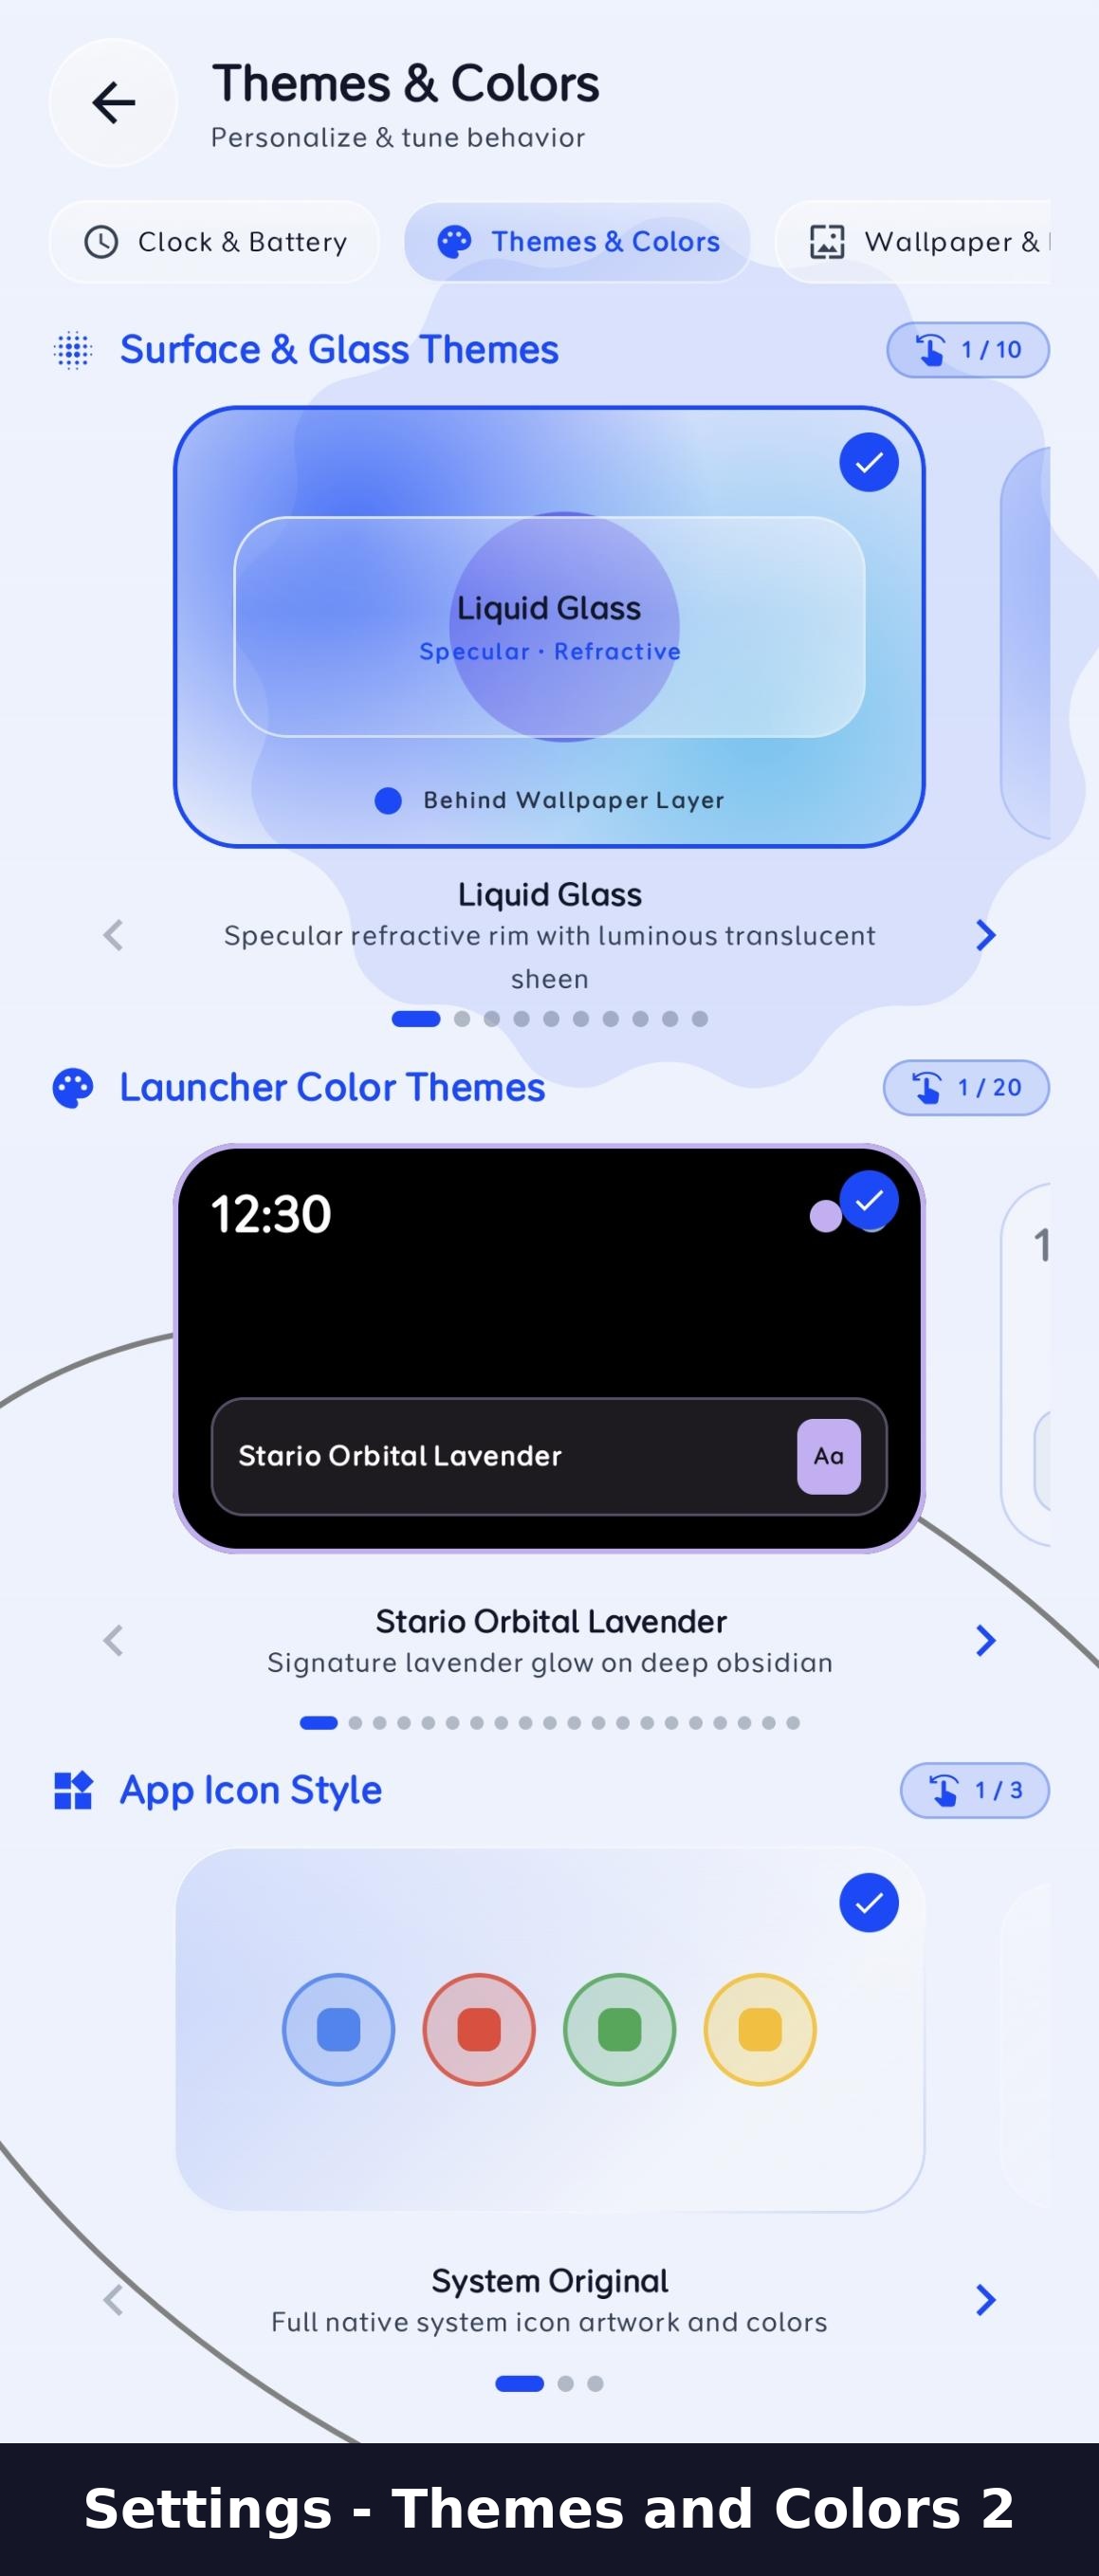 Themes & Colors
Personalize & tune behavior
Clock & Battery
Themes & Colors
Wallpaper &
Surface & Glass Themes
1 / 10
Liquid Glass
Specular · Refractive
Behind Wallpaper Layer
Liquid Glass
Specular refractive rim with luminous translucent
sheen
Launcher Color Themes
1 / 20
12:30
1
Stario Orbital Lavender
Aa
Stario Orbital Lavender
Signature lavender glow on deep obsidian
App Icon Style
1 / 3
System Original
Full native system icon artwork and colors
Settings - Themes and Colors 2